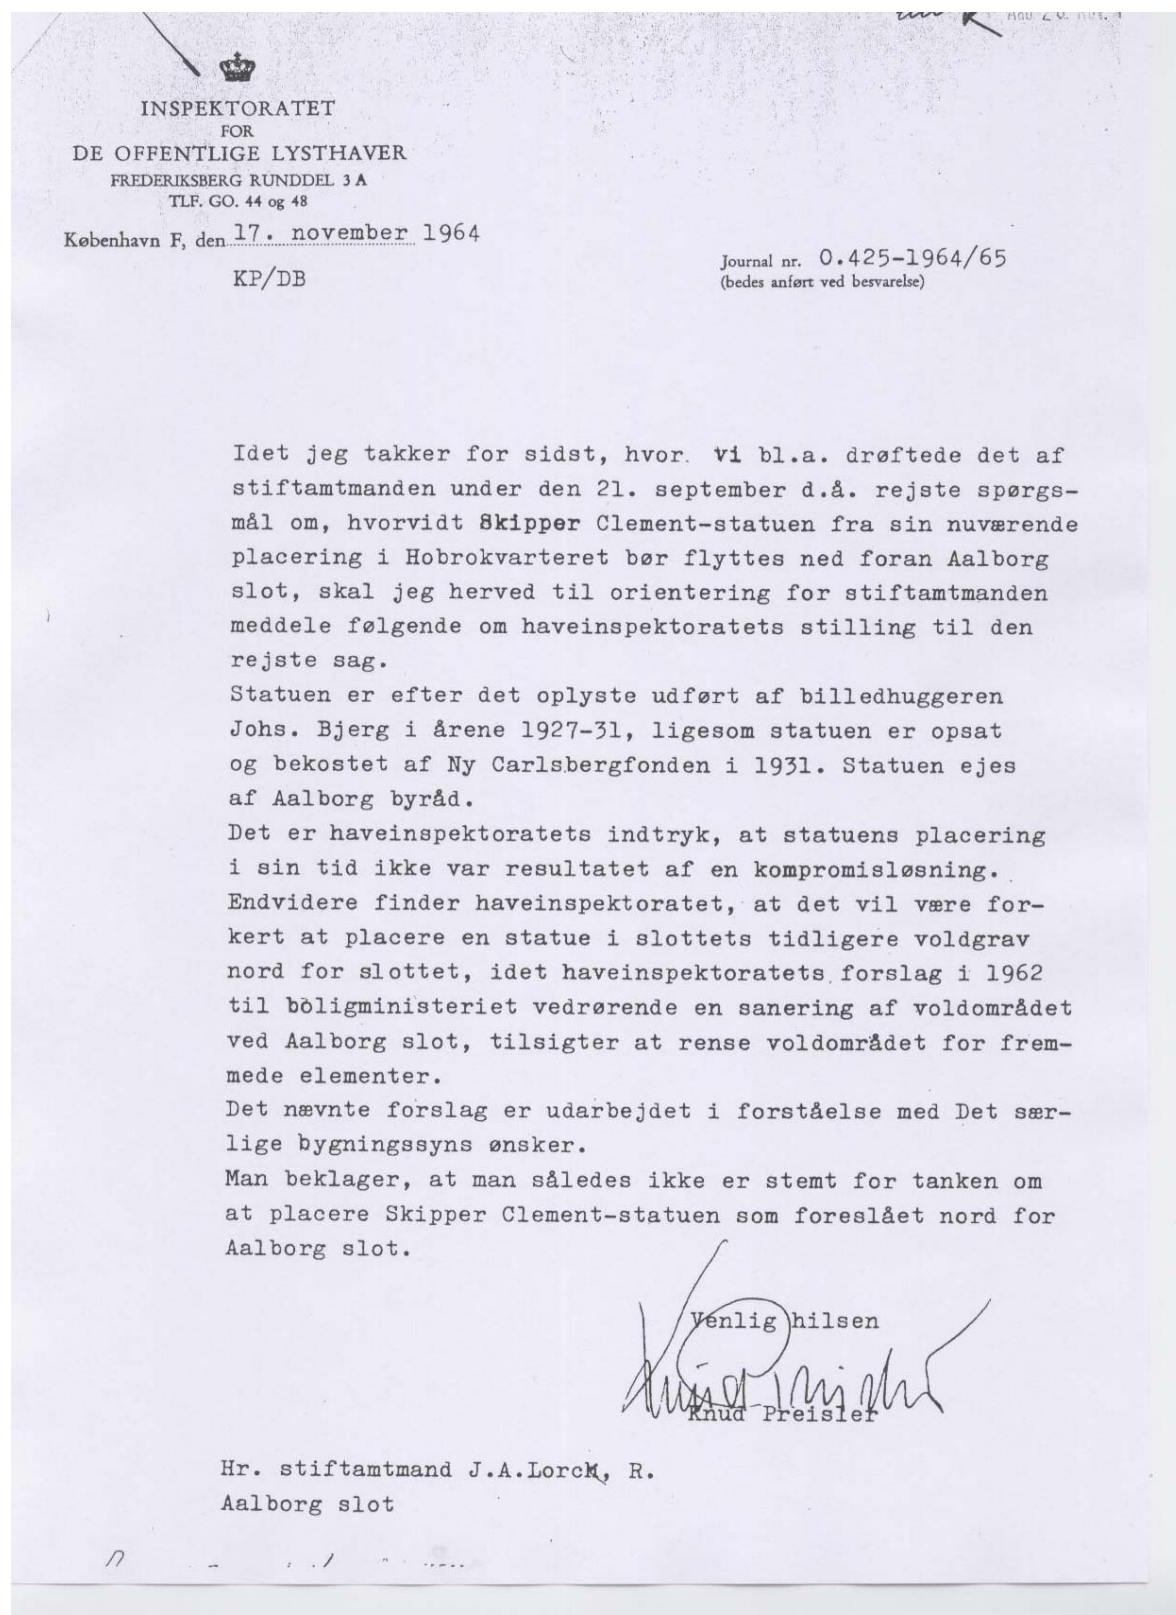 INSPEKTORATET
FOR
DE OFFENTLIGE LYSTHAVER
FREDERIKSBERG RUNDDEL 3 A
TLF. GO. 44 og 48
København F, den 17. november 1964
KP/DB
Journal nr. 0.425-1964/65
(bedes anført ved besvarelse)
Idet jeg takker for sidst, hvor. vi bl.a. drøftede det af
stiftamtmanden under den 21. september d.å. rejste spørgs-
mål om, hvorvidt Skipper Clement-statuen fra sin nuværende
placering i Hobrokvarteret bør flyttes ned foran Aalborg
slot, skal jeg herved til orientering for stiftamtmanden
meddele følgende om haveinspektoratets stilling til den
rejste sag.
Statuen er efter det oplyste udført af billedhuggeren
Johs. Bjerg i årene 1927-31, ligesom statuen er opsat
og bekostet af Ny Carlsbergfonden i 1931. Statuen ejes
af Aalborg byråd.
Det er haveinspektoratets indtryk, at statuens placering
i sin tid ikke var resultatet af en kompromisløsning.
Endvidere finder haveinspektoratet, at det vil være for-
kert at placere en statue i slottets tidligere voldgrav
nord for slottet, idet haveinspektoratets forslag i 1962
til boligministeriet vedrørende en sanering af voldområdet
ved Aalborg slot, tilsigter at rense voldområdet for frem-
mede elementer.
Det nævnte forslag er udarbejdet i forståelse med Det sær-
lige bygningssyns ønsker.
Man beklager, at man således ikke er stemt for tanken om
at placere Skipper Clement-statuen som foreslået nord for
Aalborg slot.
Venlig hilsen
Knud Preisler
Knud Preisler
Hr. stiftamtmand J.A.Lorck, R.
Aalborg slot